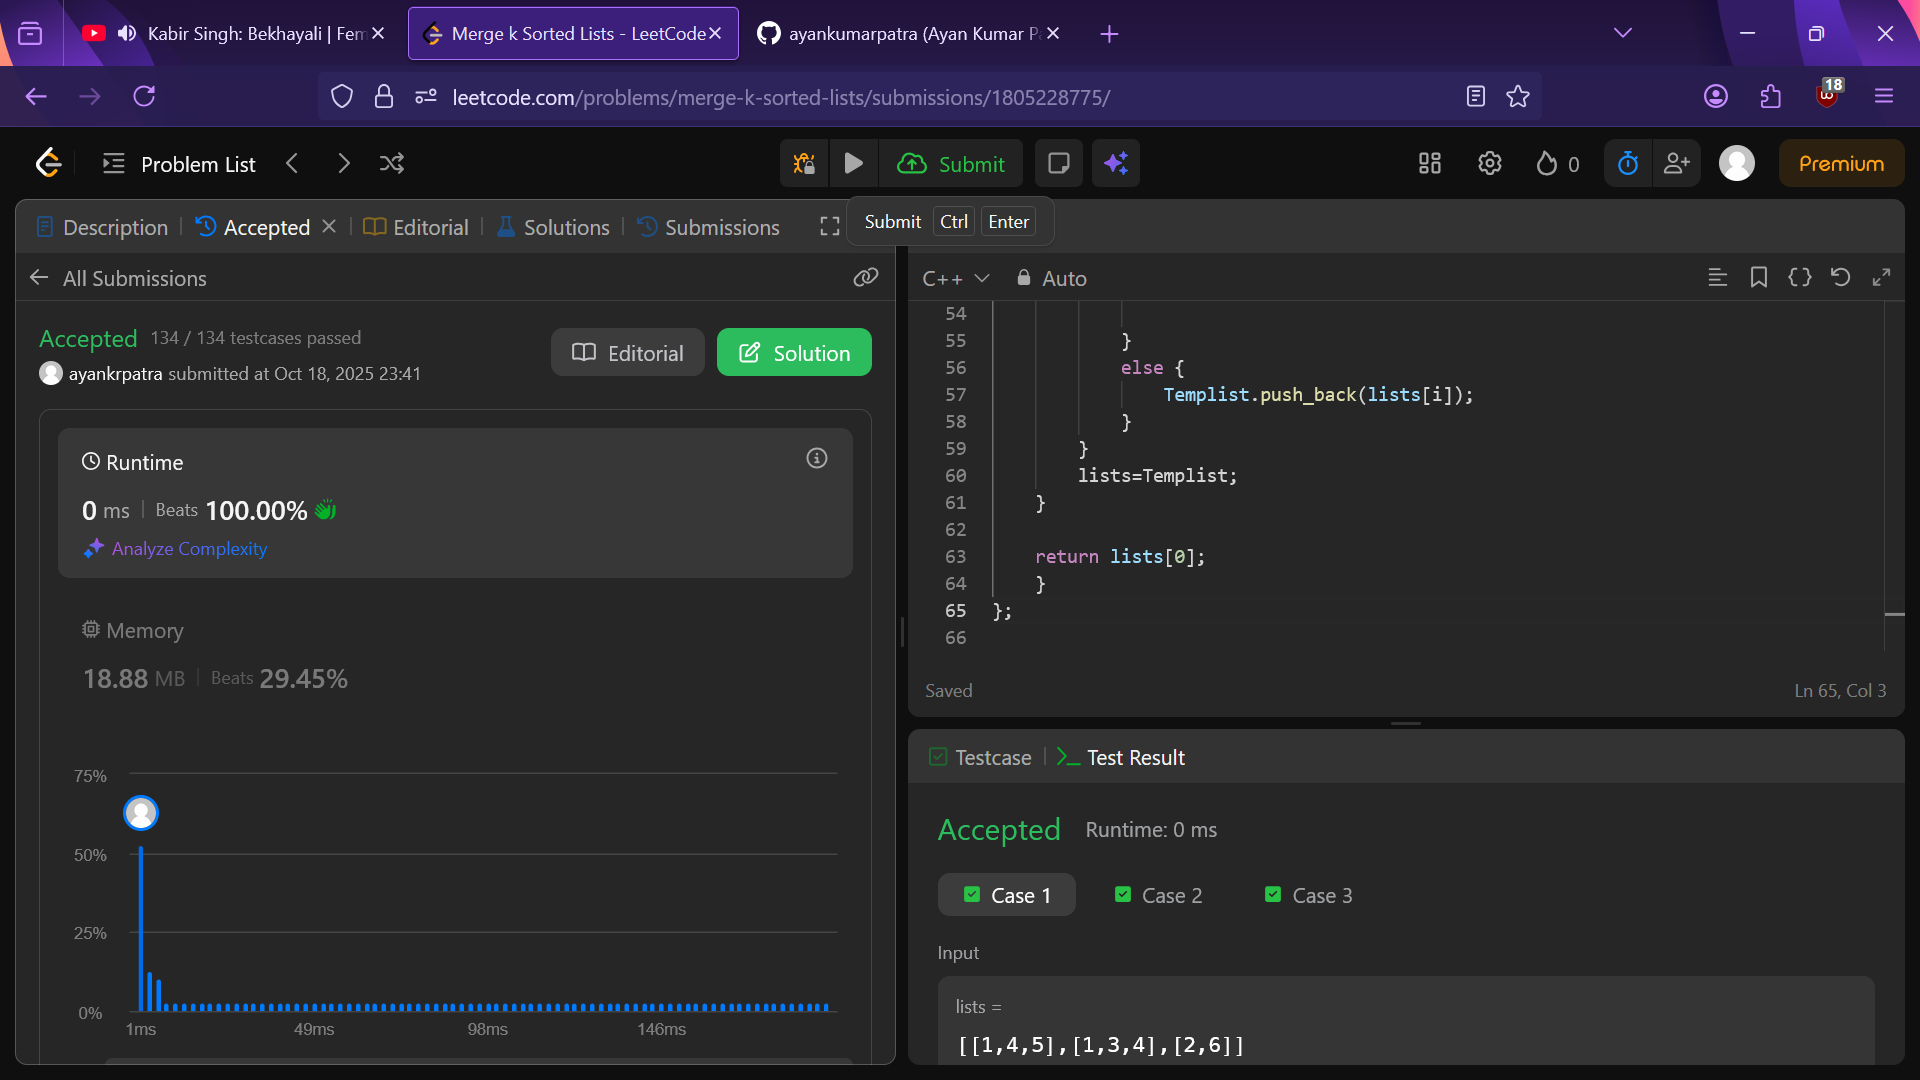 Kabir Singh: Bekhayali | Fem
Merge k Sorted Lists - LeetCode
ayankumarpatra (Ayan Kumar P
leetcode.com/problems/merge-k-sorted-lists/submissions/1805228775/
18
Problem List
Submit
0
Premium
Description
Accepted
Editorial
Solutions
Submissions
Submit Ctrl Enter
All Submissions
Accepted 134 / 134 testcases passed
ayankrpatra submitted at Oct 18, 2025 23:41
Editorial
Solution
Runtime
0 ms Beats 100.00%
Analyze Complexity
Memory
18.88 MB Beats 29.45%
75%
50%
25%
0%
1ms 49ms 98ms 146ms
C++ Auto
54
55 }
56 else {
57 Templist.push_back(lists[i]);
58 }
59 }
60 lists=Templist;
61 }
62
63 return lists[0];
64 }
65 };
66
Saved
Ln 65, Col 3
Testcase
Test Result
Accepted Runtime: 0 ms
Case 1
Case 2
Case 3
Input
lists =
[[1,4,5],[1,3,4],[2,6]]